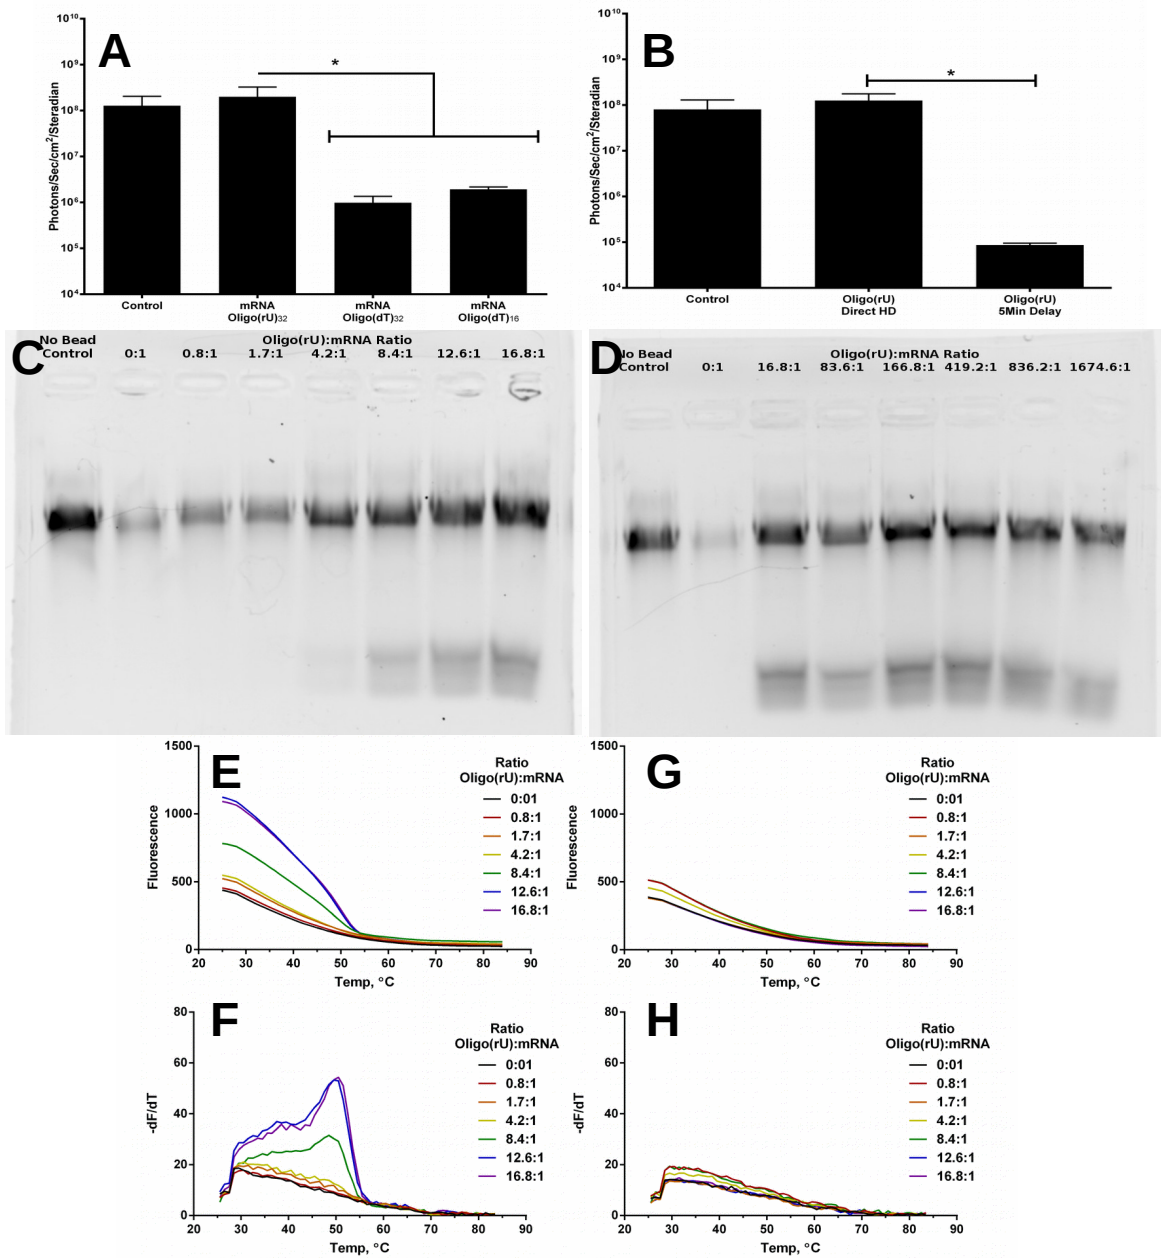 A
Photons/Sec/cm²/Steradian
10¹⁰
10⁹
10⁸
10⁷
10⁶
10⁵
10⁴
*
Control
mRNA
Oligo(rU)₃₂
mRNA
Oligo(dT)₃₂
mRNA
Oligo(dT)₁₆
B
Photons/Sec/cm²/Steradian
10¹⁰
10⁹
10⁸
10⁷
10⁶
10⁵
10⁴
*
Control
Oligo(rU)
Direct HD
Oligo(rU)
5Min Delay
C
No Bead
Control
Oligo(rU):mRNA Ratio
0:1 0.8:1 1.7:1 4.2:1 8.4:1 12.6:1 16.8:1
D
No Bead
Control
Oligo(rU):mRNA Ratio
0:1 16.8:1 83.6:1 166.8:1 419.2:1 836.2:1 1674.6:1
E
Fluorescence
1500
1000
500
0
20 30 40 50 60 70 80 90
Temp, °C
Ratio
Oligo(rU):mRNA
0:01
0.8:1
1.7:1
4.2:1
8.4:1
12.6:1
16.8:1
G
Fluorescence
1500
1000
500
0
20 30 40 50 60 70 80 90
Temp, °C
Ratio
Oligo(rU):mRNA
0:01
0.8:1
1.7:1
4.2:1
8.4:1
12.6:1
16.8:1
F
-dF/dT
80
60
40
20
0
20 30 40 50 60 70 80 90
Temp, °C
Ratio
Oligo(rU):mRNA
0:01
0.8:1
1.7:1
4.2:1
8.4:1
12.6:1
16.8:1
H
-dF/dT
80
60
40
20
0
20 30 40 50 60 70 80 90
Temp, °C
Ratio
Oligo(rU):mRNA
0:01
0.8:1
1.7:1
4.2:1
8.4:1
12.6:1
16.8:1